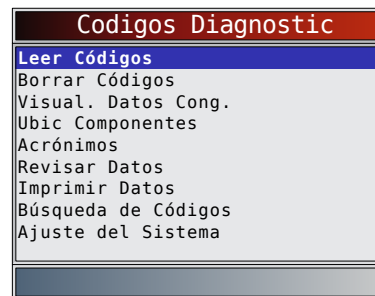 Codigos Diagnostic
Leer Códigos
Borrar Códigos
Visual. Datos Cong.
Ubic Componentes
Acrónimos
Revisar Datos
Imprimir Datos
Búsqueda de Códigos
Ajuste del Sistema